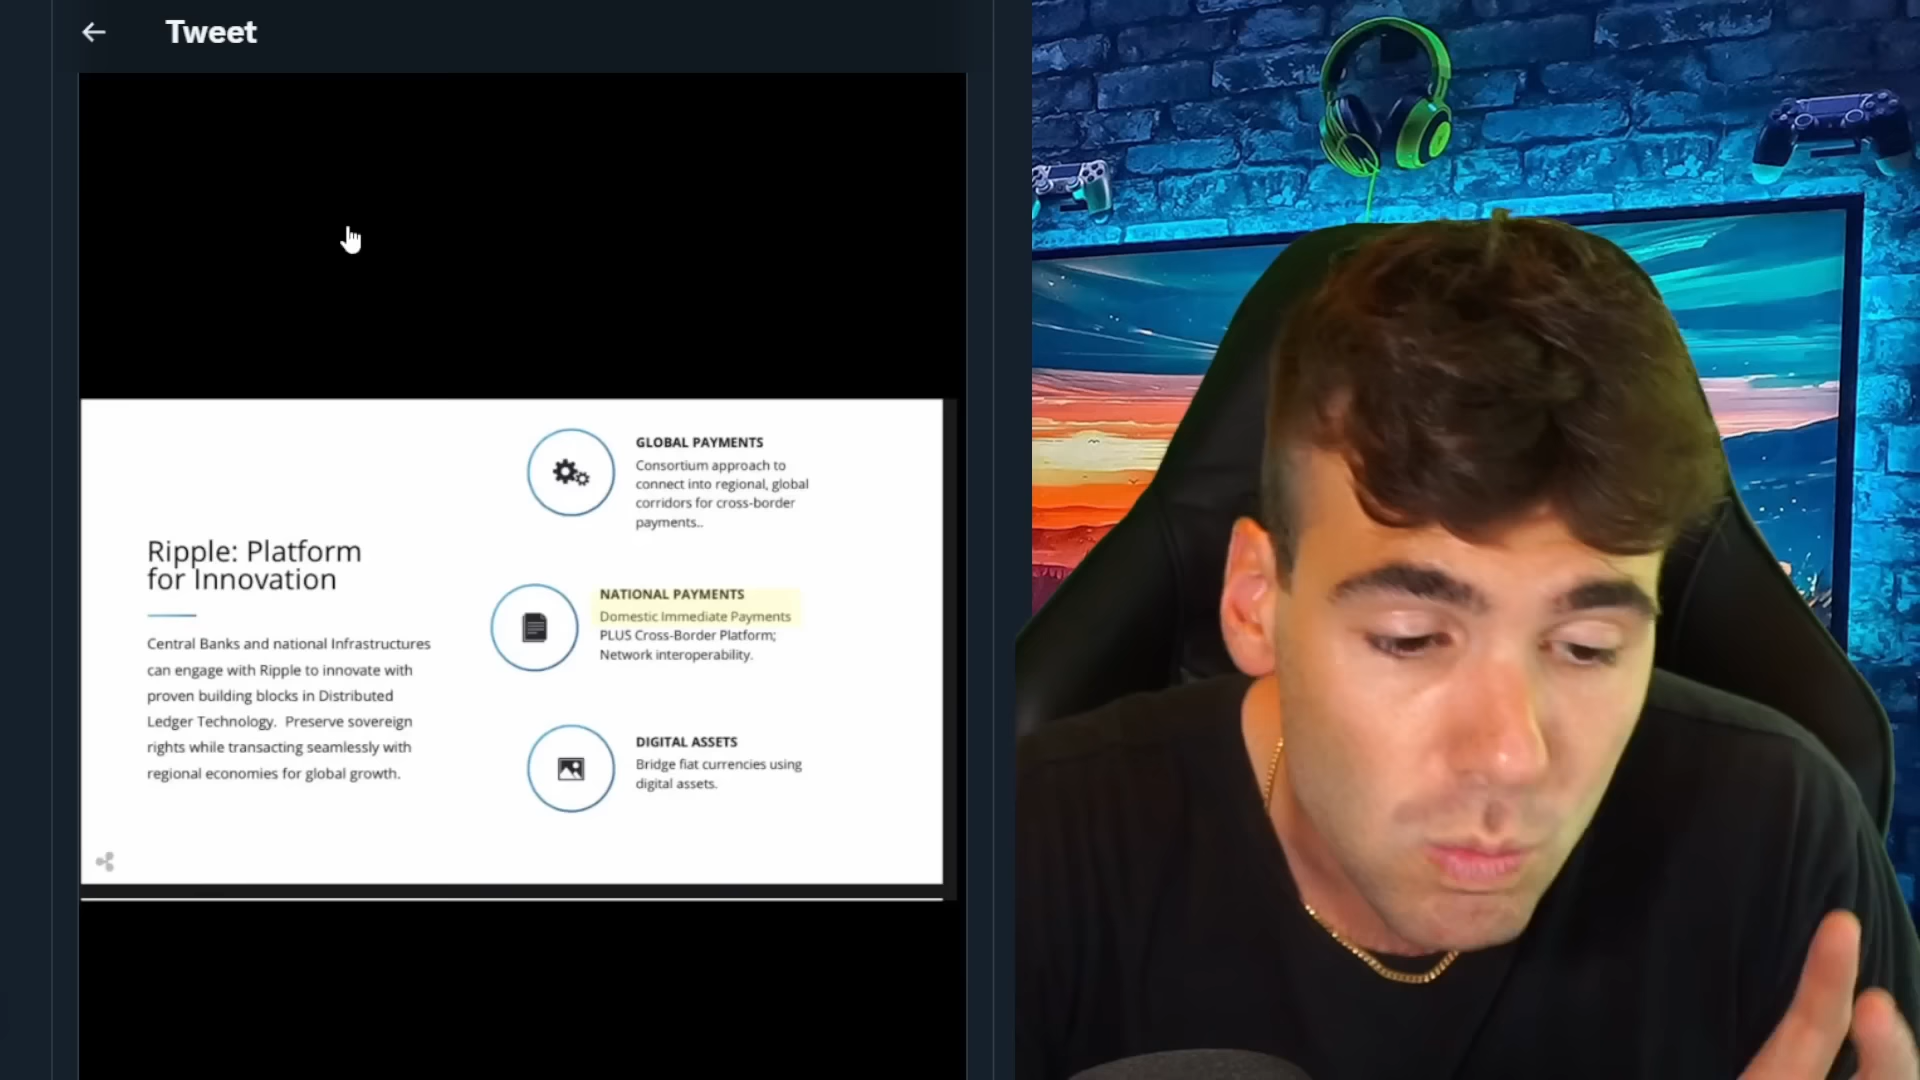 Tweet
Ripple: Platform
for Innovation
Central Banks and national Infrastructures
can engage with Ripple to innovate with
proven building blocks in Distributed
Ledger Technology. Preserve sovereign
rights while transacting seamlessly with
regional economies for global growth.
GLOBAL PAYMENTS
Consortium approach to
connect into regional, global
corridors for cross-border
payments..
NATIONAL PAYMENTS
Domestic Immediate Payments
PLUS Cross-Border Platform;
Network interoperability.
DIGITAL ASSETS
Bridge fiat currencies using
digital assets.